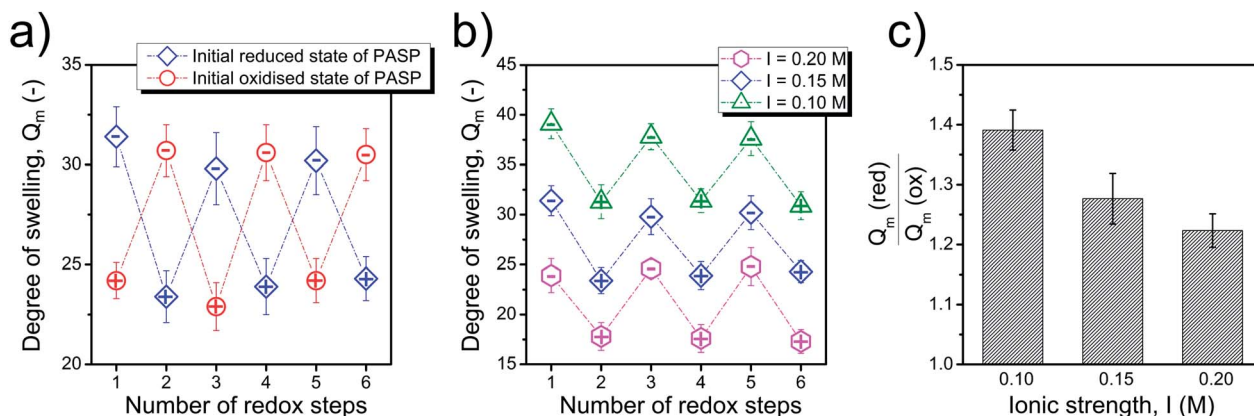 a)
Initial reduced state of PASP
Initial oxidised state of PASP
Degree of swelling, Qm (-)
35
30
25
20
1 2 3 4 5 6
Number of redox steps
b)
I = 0.20 M
I = 0.15 M
I = 0.10 M
Degree of swelling, Qm (-)
45
40
35
30
25
20
15
1 2 3 4 5 6
Number of redox steps
c)
Qm (red)
Qm (ox)
1.5
1.4
1.3
1.2
1.1
1.0
0.10 0.15 0.20
Ionic strength, I (M)